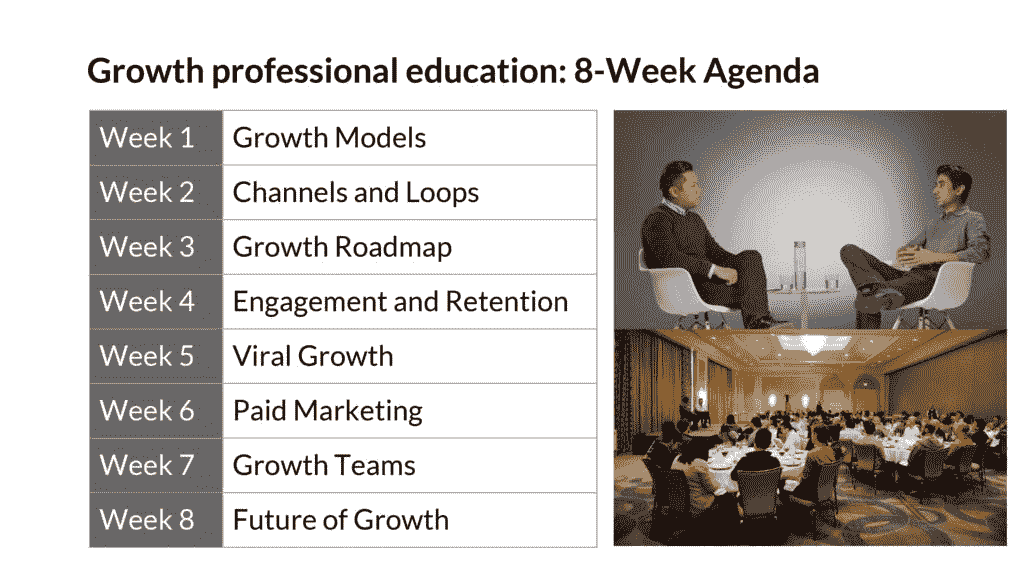 Growth professional education: 8-Week Agenda
Week 1 Growth Models
Week 2 Channels and Loops
Week 3 Growth Roadmap
Week 4 Engagement and Retention
Week 5 Viral Growth
Week 6 Paid Marketing
Week 7 Growth Teams
Week 8 Future of Growth